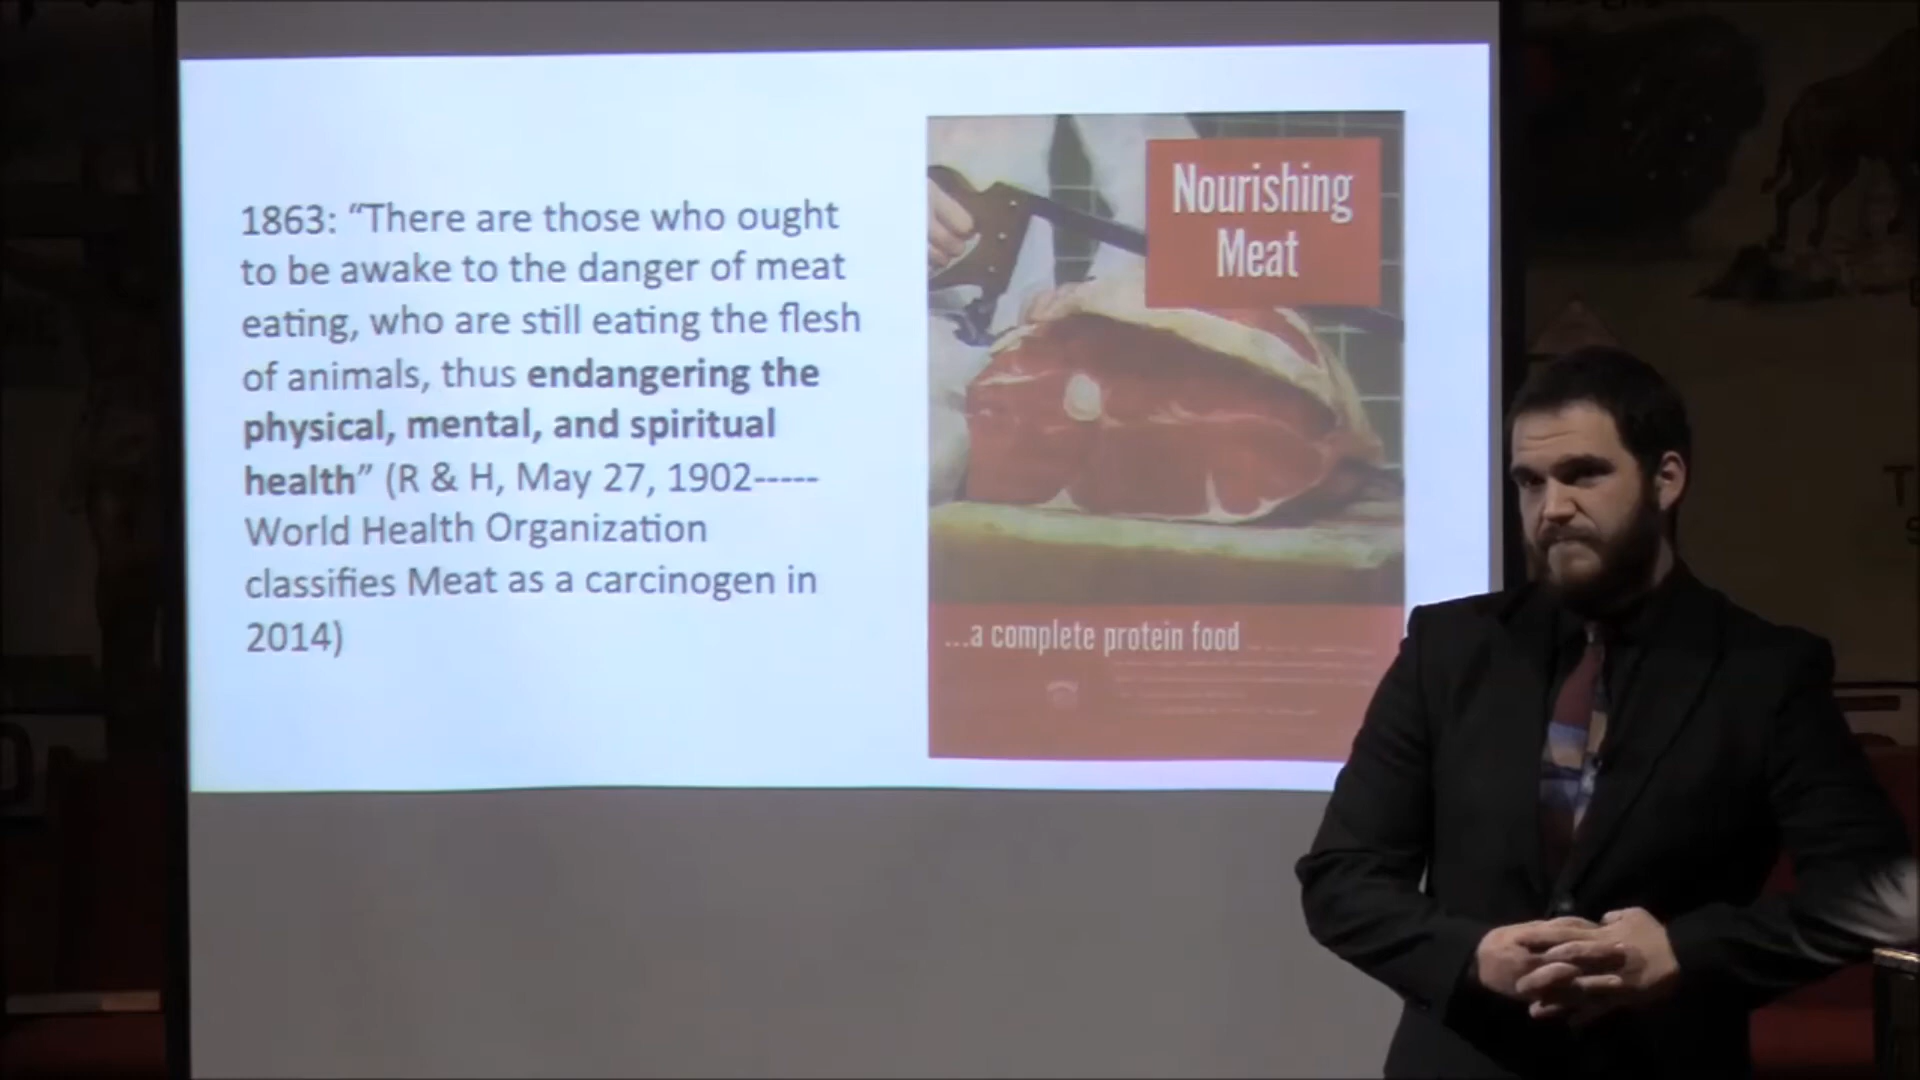 1863: “There are those who ought
to be awake to the danger of meat
eating, who are still eating the flesh
of animals, thus endangering the
physical, mental, and spiritual
health” (R & H, May 27, 1902-----
World Health Organization
classifies Meat as a carcinogen in
2014)
Nourishing
Meat
...a complete protein food